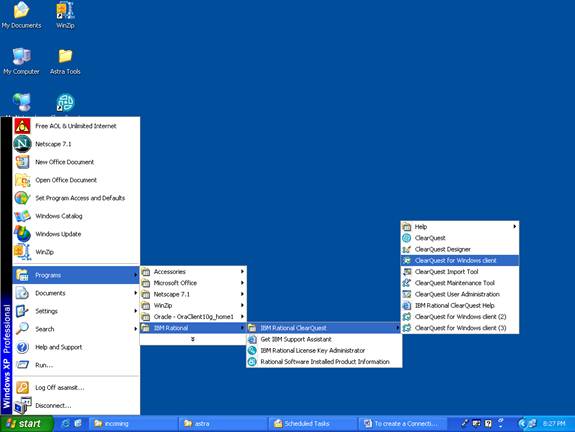 My Documents
WinZip
My Computer
Astra Tools
Free AOL & Unlimited Internet
Netscape 7.1
New Office Document
Open Office Document
Set Program Access and Defaults
Windows Catalog
Windows Update
WinZip
Programs
Documents
Settings
Search
Help and Support
Run...
Log Off asamsit...
Disconnect...
Windows XP Professional
Accessories
Microsoft Office
Netscape 7.1
WinZip
Oracle - OraClient10g_home1
IBM Rational
IBM Rational ClearQuest
Get IBM Support Assistant
IBM Rational License Key Administrator
Rational Software Installed Product Information
Help
ClearQuest
ClearQuest Designer
ClearQuest for Windows client
ClearQuest Import Tool
ClearQuest Maintenance Tool
ClearQuest User Administration
IBM Rational ClearQuest Help
ClearQuest for Windows client (2)
ClearQuest for Windows client (3)
start
incoming
astra
Scheduled Tasks
To create a Connecti...
8:27 PM